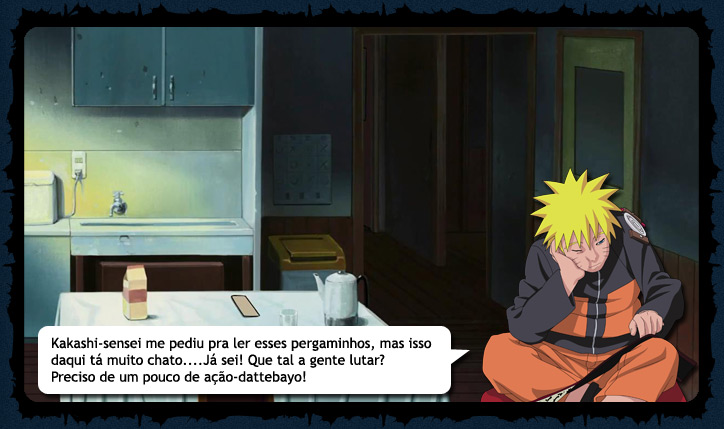 Kakashi-sensei me pediu pra ler esses pergaminhos, mas isso
daqui tá muito chato....Já sei! Que tal a gente lutar?
Preciso de um pouco de ação-dattebayo!